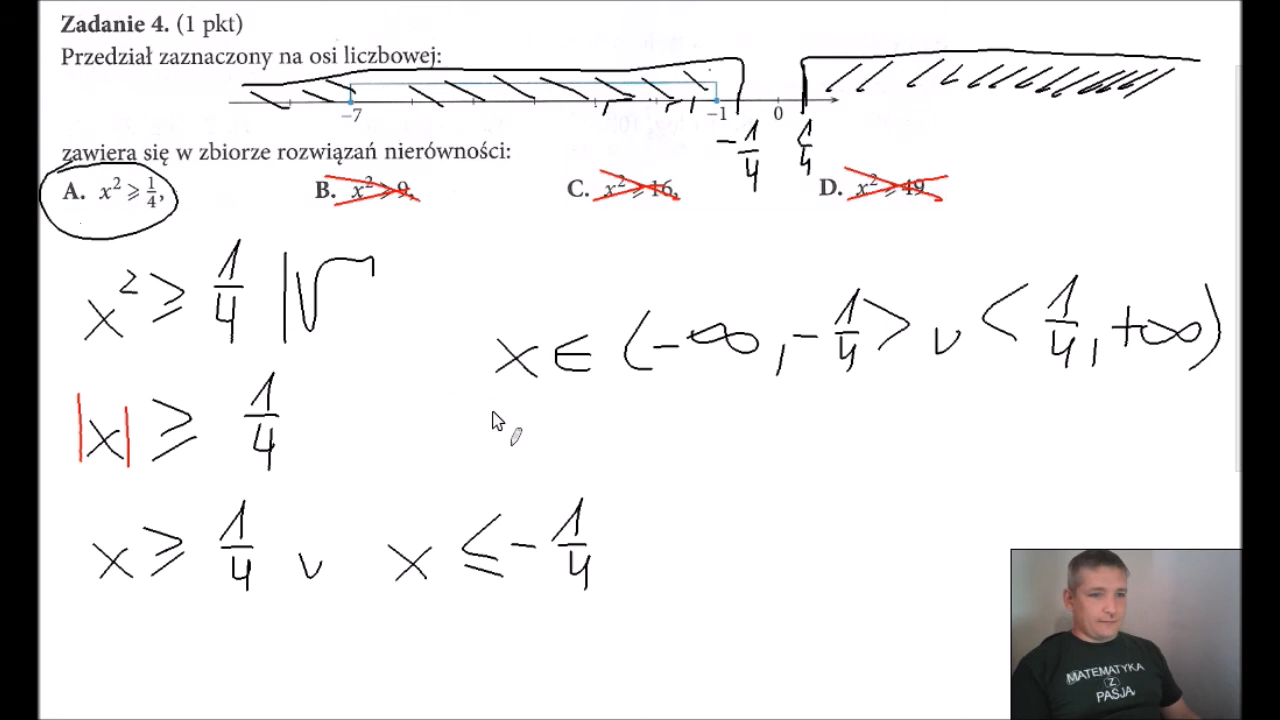 Zadanie 4. (1 pkt)
Przedział zaznaczony na osi liczbowej:
−7 −1 0
-1/4 1/4
zawiera się w zbiorze rozwiązań nierówności:
A. x² ⩾ 1/4, B. x² ⩾ 9, C. x² ⩾ 16, D. x² ⩾ 49
x² ≥ 1/4 |√
x ∈ (-∞, -1/4> ∨ <1/4, +∞)
|x| ≥ 1/4
x ≥ 1/4 ∨ x ≤ -1/4
MATEMATYKA
Z
PASJĄ